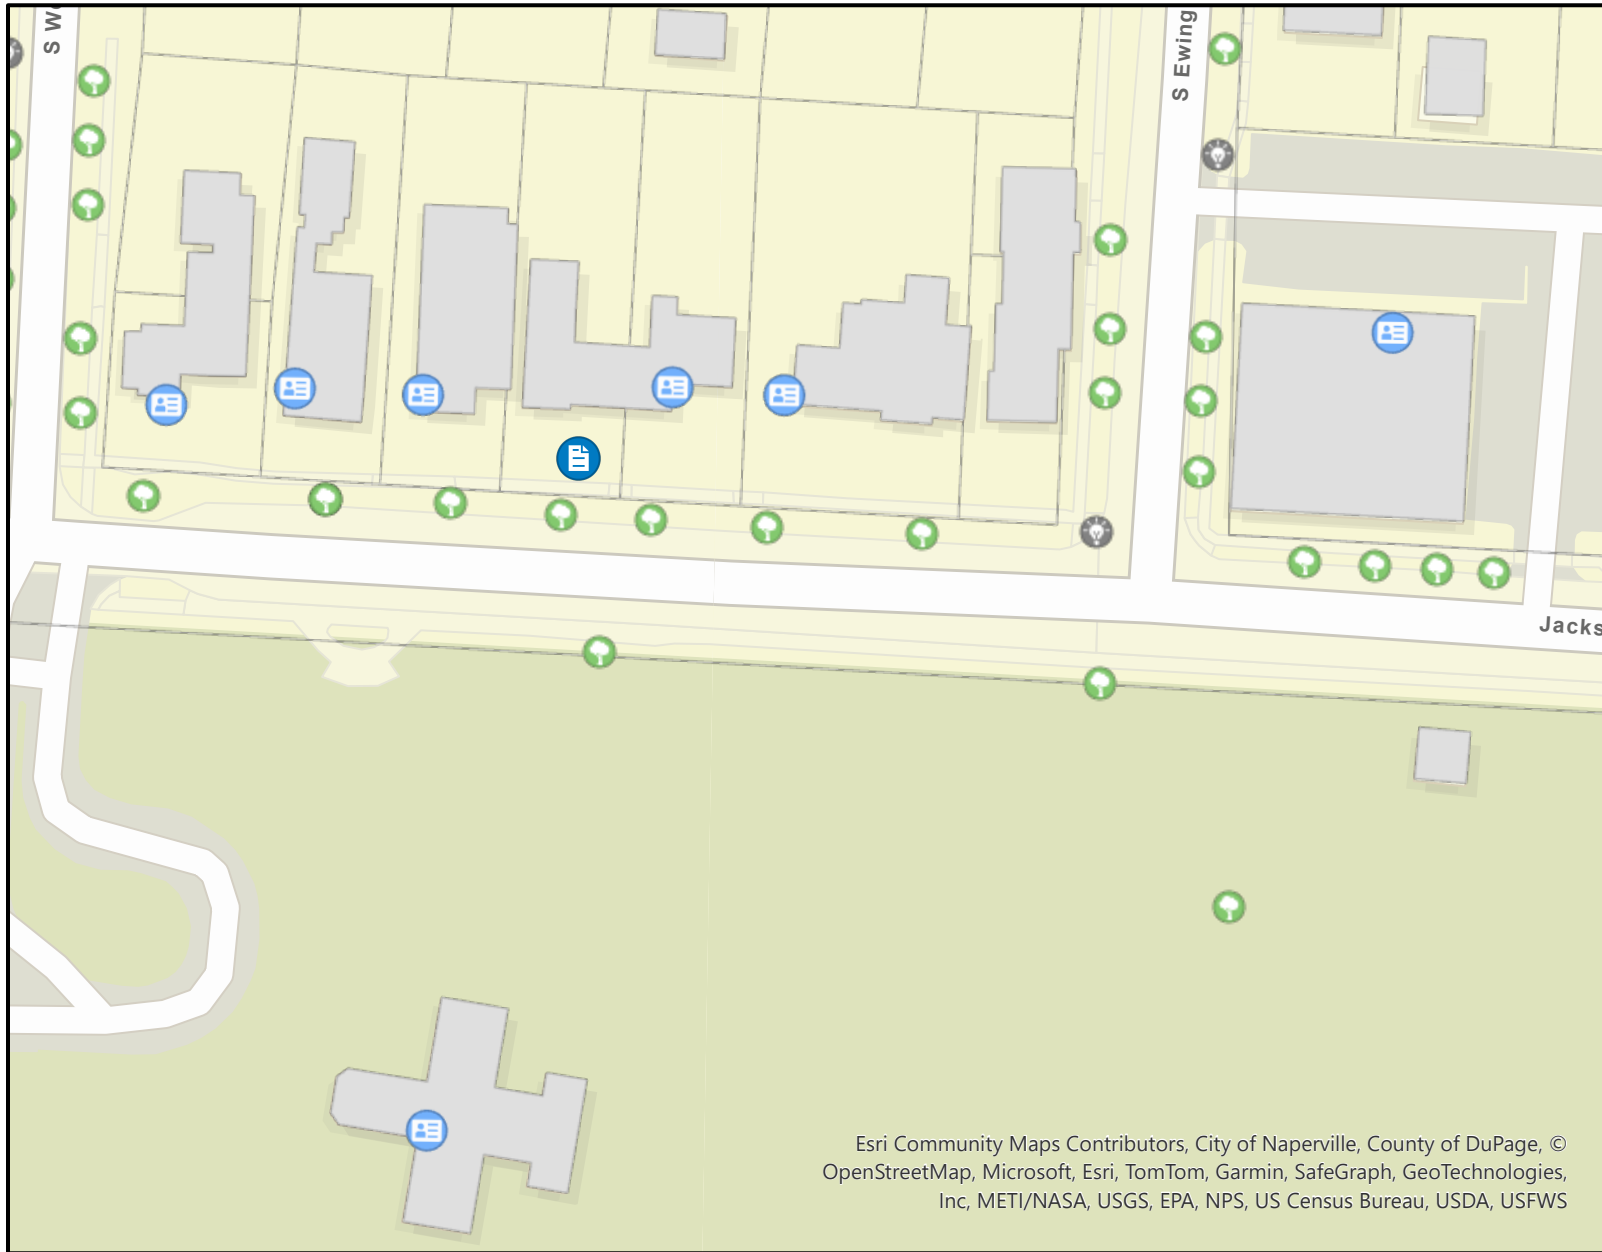 S Ewing
Jacks
Esri Community Maps Contributors, City of Naperville, County of DuPage, ©
OpenStreetMap, Microsoft, Esri, TomTom, Garmin, SafeGraph, GeoTechnologies,
Inc, METI/NASA, USGS, EPA, NPS, US Census Bureau, USDA, USFWS